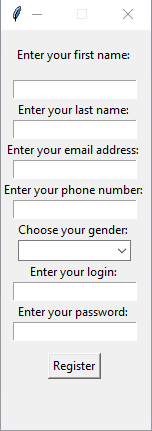 Enter your first name:
Enter your last name:
Enter your email address:
Enter your phone number:
Choose your gender:
Enter your login:
Enter your password:
Register